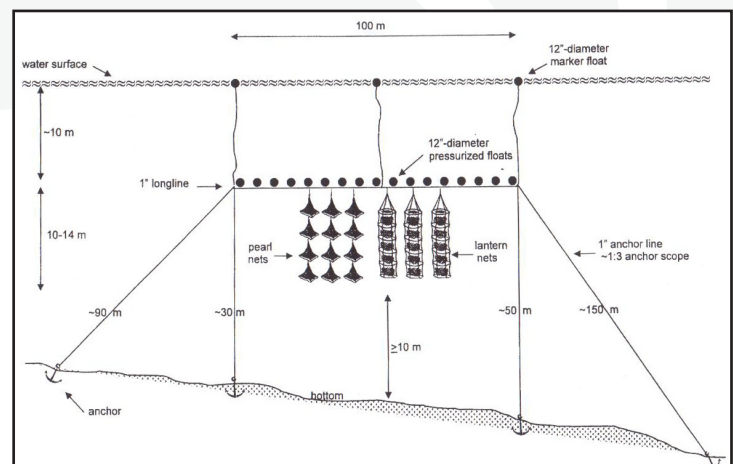 100 m
water surface
12"-diameter
marker float
~10 m
12"-diameter
pressurized floats
1" longline
10-14 m
pearl
nets
lantern
nets
1" anchor line
~1:3 anchor scope
~90 m
~30 m
~50 m
~150 m
≥10 m
bottom
anchor